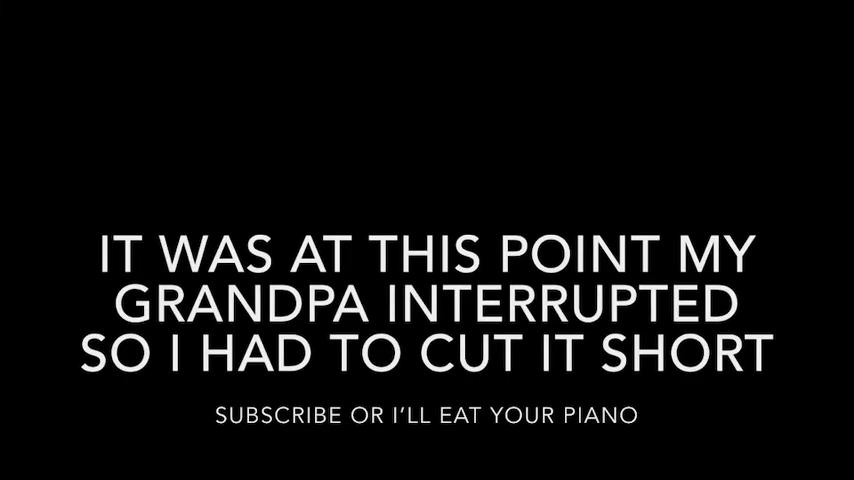 IT WAS AT THIS POINT MY
GRANDPA INTERRUPTED
SO I HAD TO CUT IT SHORT
SUBSCRIBE OR I’LL EAT YOUR PIANO